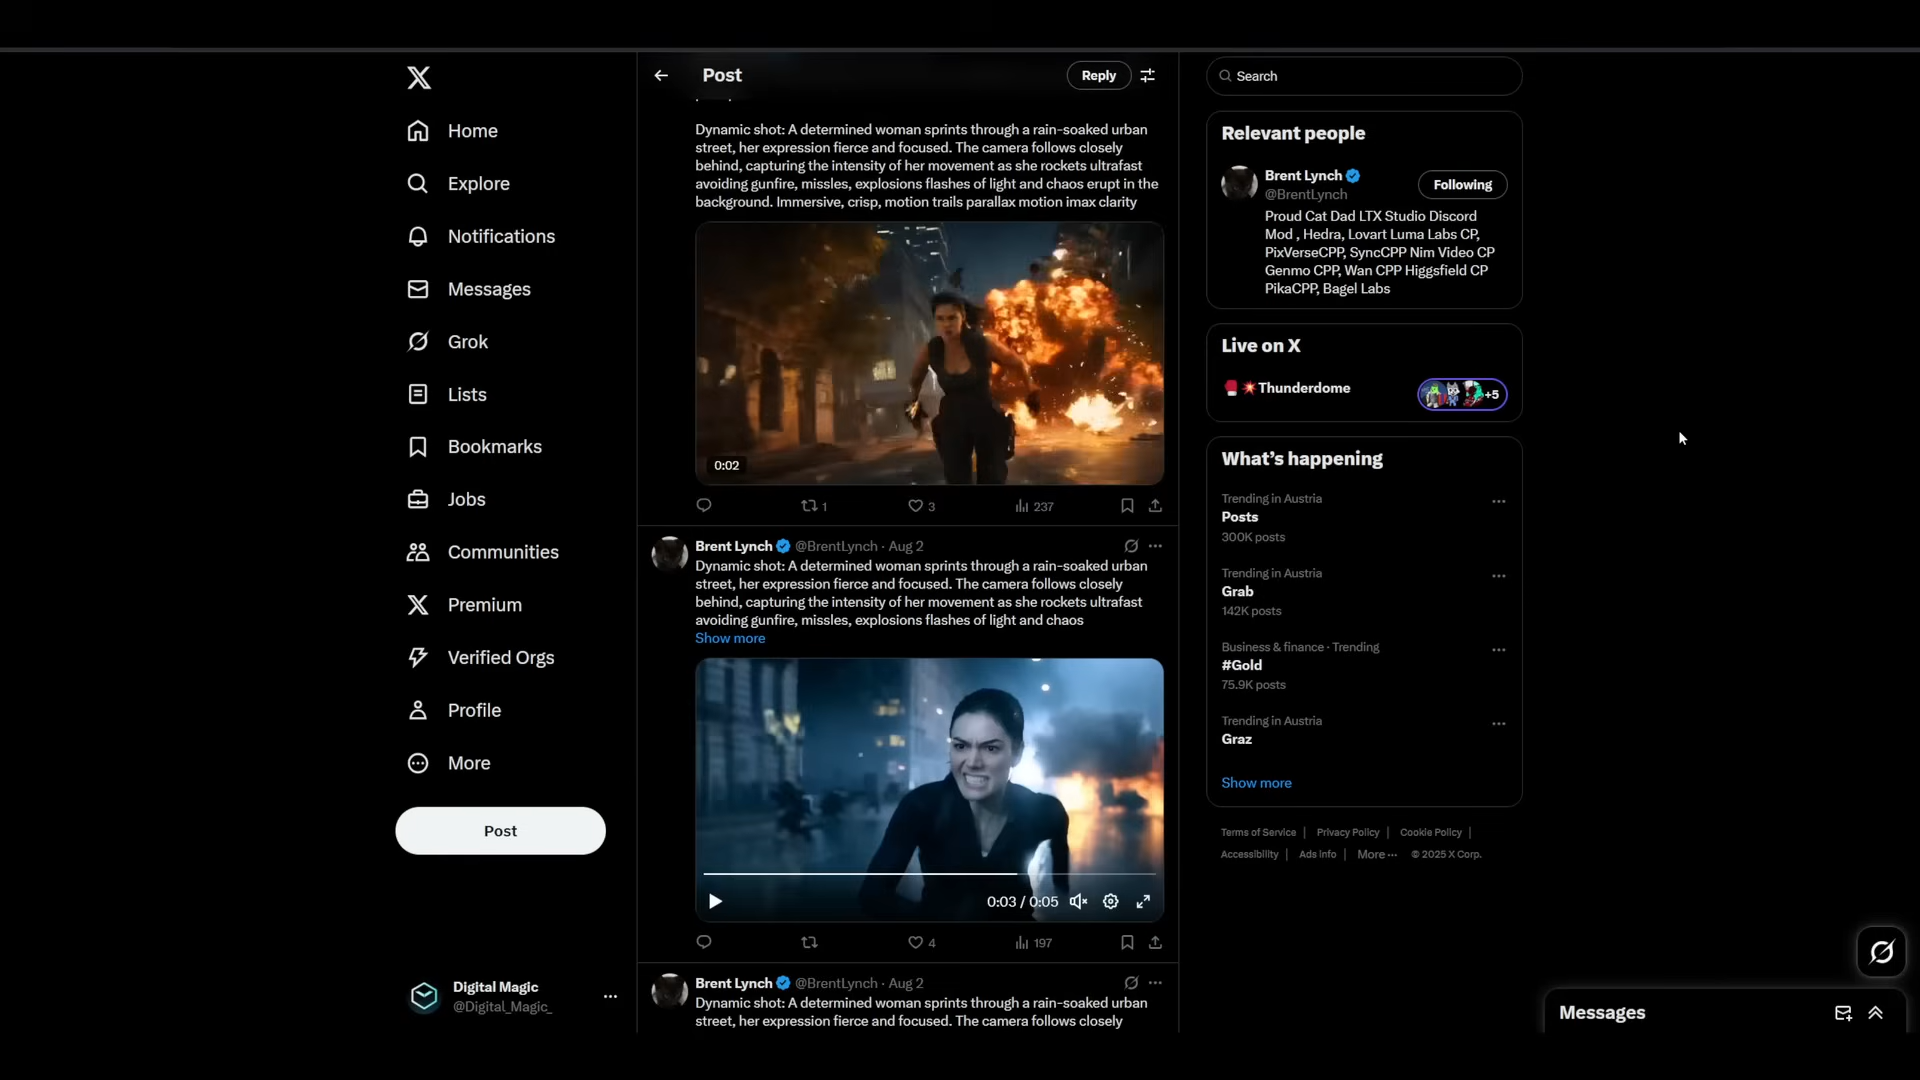 Home
Explore
Notifications
Messages
Grok
Lists
Bookmarks
Jobs
Communities
Premium
Verified Orgs
Profile
More
Post
Digital Magic
@Digital_Magic_
Post
Reply
Dynamic shot: A determined woman sprints through a rain-soaked urban
street, her expression fierce and focused. The camera follows closely
behind, capturing the intensity of her movement as she rockets ultrafast
avoiding gunfire, missles, explosions flashes of light and chaos erupt in the
background. Immersive, crisp, motion trails parallax motion imax clarity
0:02
1
3
237
Brent Lynch @BrentLynch · Aug 2
Dynamic shot: A determined woman sprints through a rain-soaked urban
street, her expression fierce and focused. The camera follows closely
behind, capturing the intensity of her movement as she rockets ultrafast
avoiding gunfire, missles, explosions flashes of light and chaos
Show more
0:03 / 0:05
4
197
Brent Lynch @BrentLynch · Aug 2
Dynamic shot: A determined woman sprints through a rain-soaked urban
street, her expression fierce and focused. The camera follows closely
Search
Relevant people
Brent Lynch
@BrentLynch
Following
Proud Cat Dad LTX Studio Discord
Mod , Hedra, Lovart Luma Labs CP,
PixVerseCPP, SyncCPP Nim Video CP
Genmo CPP, Wan CPP Higgsfield CP
PikaCPP, Bagel Labs
Live on X
Thunderdome
+5
What's happening
Trending in Austria
Posts
300K posts
Trending in Austria
Grab
142K posts
Business & finance · Trending
#Gold
75.9K posts
Trending in Austria
Graz
Show more
Terms of Service | Privacy Policy | Cookie Policy |
Accessibility | Ads info | More ··· © 2025 X Corp.
Messages